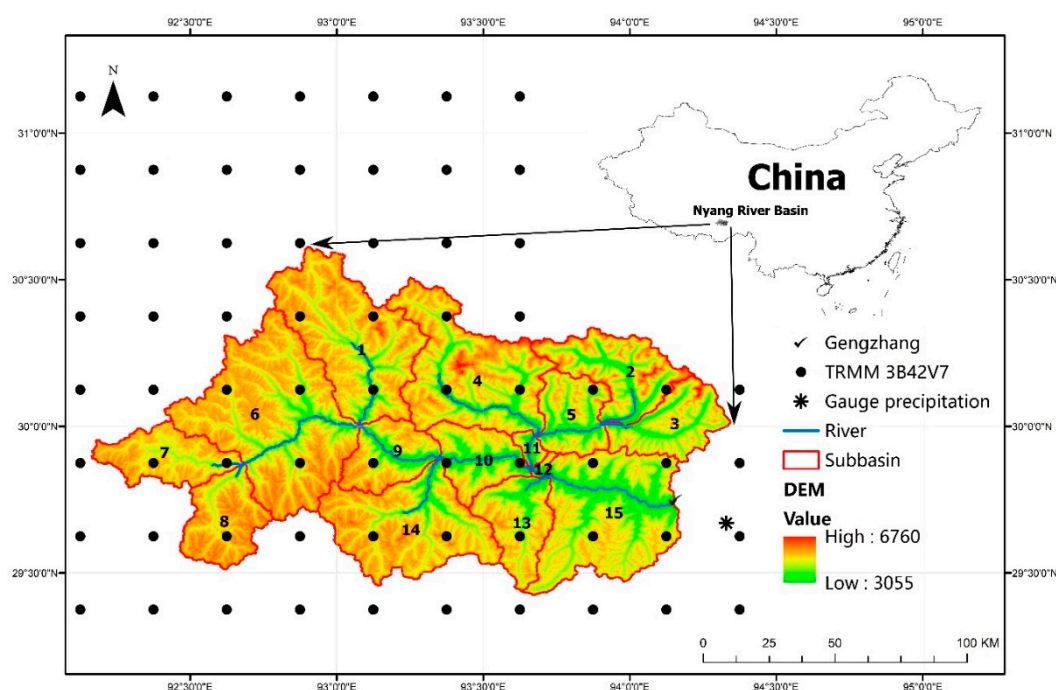 92°30'0"E 93°0'0"E 93°30'0"E 94°0'0"E 94°30'0"E 95°0'0"E
N
31°0'0"N 31°0'0"N
China
Nyang River Basin
30°30'0"N 30°30'0"N
Gengzhang
TRMM 3B42V7
Gauge precipitation
River
Subbasin
DEM
Value
High : 6760
Low : 3055
1
2
4
5
6
3
30°0'0"N 30°0'0"N
11
7
9
10
12
8
14
13
15
29°30'0"N 29°30'0"N
0 25 50 100 KM
92°30'0"E 93°0'0"E 93°30'0"E 94°0'0"E 94°30'0"E 95°0'0"E